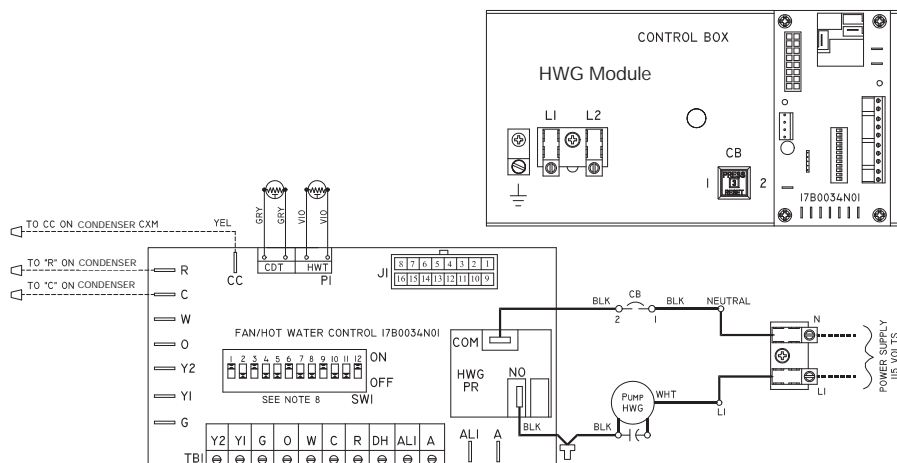 CONTROL BOX
HWG Module
L1 L2
CB
1 2
PRESS
3
RESET
17B0034N01
TO CC ON CONDENSER CXM
YEL
GRY
GRY
VIO
VIO
TO "R" ON CONDENSER
TO "C" ON CONDENSER
CC
CDT
HWT
P1
J1
8 7 6 5 4 3 2 1
16 15 14 13 12 11 10 9
R
C
W
O
Y2
Y1
G
FAN/HOT WATER CONTROL 17B0034N01
1 2 3 4 5 6 7 8 9 10 11 12
ON
OFF
SEE NOTE 8
SW1
COM
HWG
PR
NO
BLK
CB
BLK
NEUTRAL
2 1
N
L1
POWER SUPPLY
115 VOLTS
PUMP
HWG
WHT
L1
BLK
BLK
AL1 A
Y2 Y1 G O W C R DH AL1 A
TB1